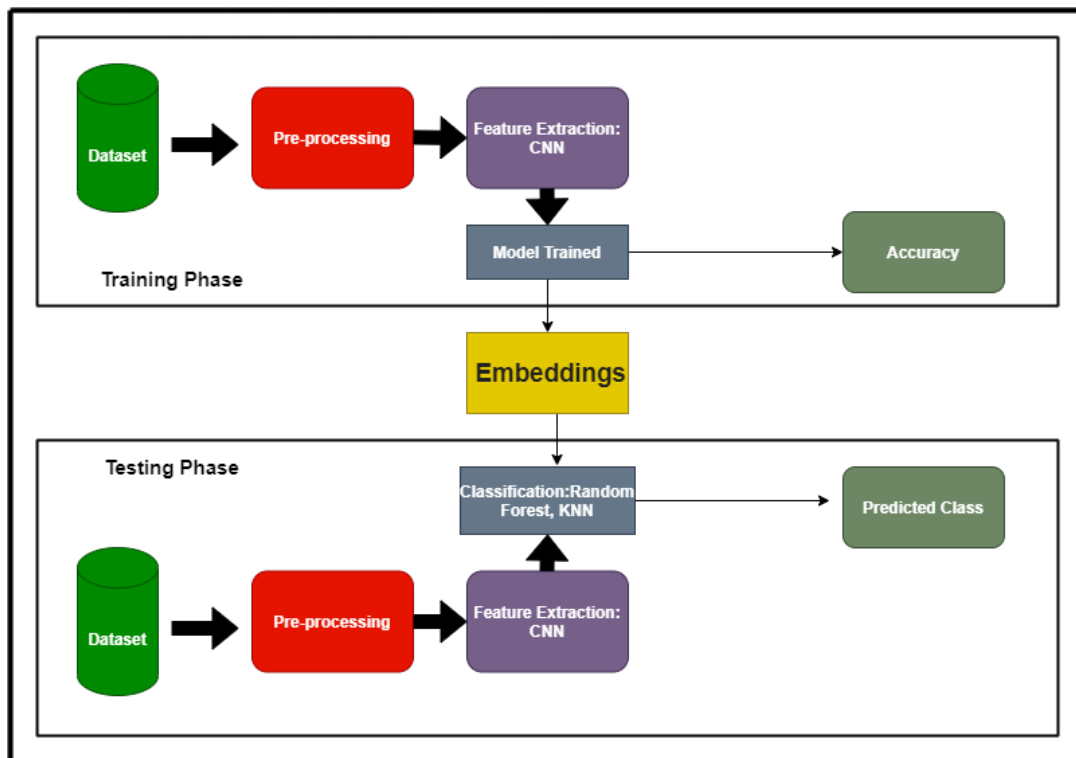 Dataset
Pre-processing
Feature Extraction:
CNN
Model Trained
Accuracy
Training Phase
Embeddings
Testing Phase
Classification:Random
Forest, KNN
Predicted Class
Dataset
Pre-processing
Feature Extraction:
CNN